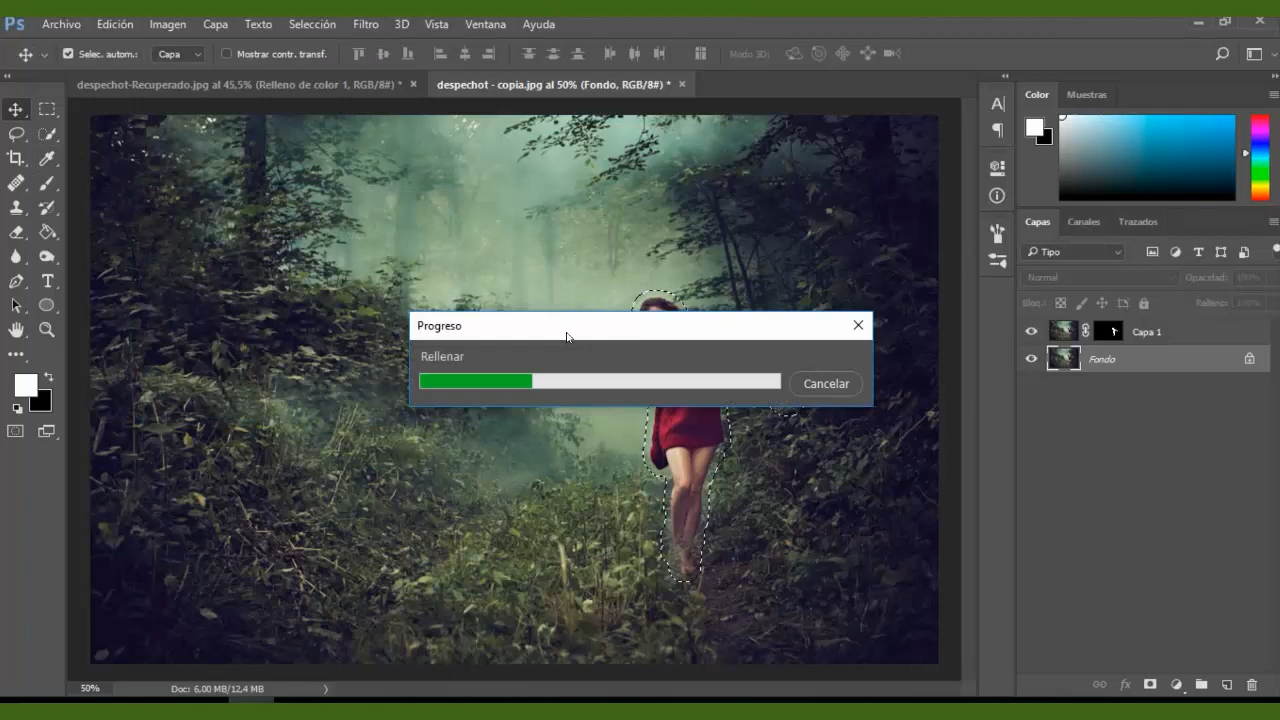 Ps Archivo Edición Imagen Capa Texto Selección Filtro 3D Vista Ventana Ayuda
Selec. autom.: Capa Mostrar contr. transf. Modo 3D:
despechot-Recuperado.jpg al 45,5% (Relleno de color 1, RGB/8#) * × despechot - copia.jpg al 50% (Fondo, RGB/8#) * ×
Color Muestras
Capas Canales Trazados
Tipo
Normal Opacidad: 100%
Bloq.: Relleno: 100%
Capa 1
Fondo
Progreso
Rellenar
Cancelar
50% Doc: 6,00 MB/12,4 MB